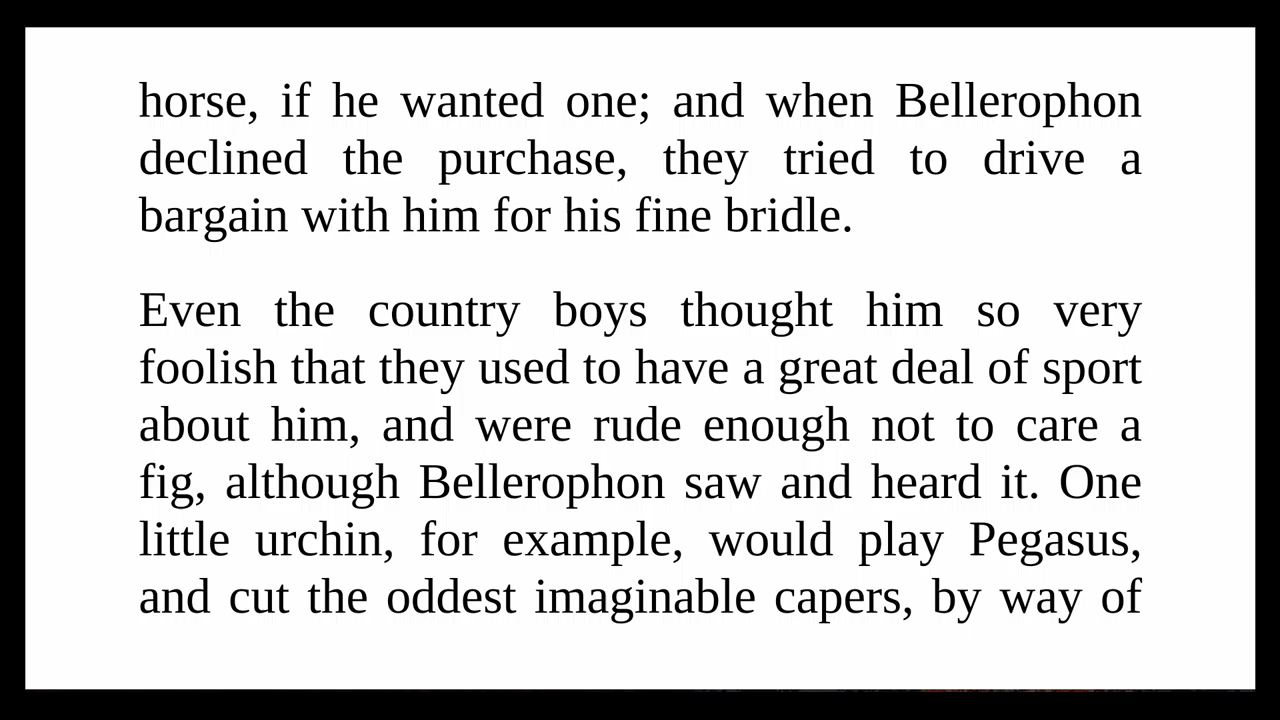 horse, if he wanted one; and when Bellerophon
declined the purchase, they tried to drive a
bargain with him for his fine bridle.
Even the country boys thought him so very
foolish that they used to have a great deal of sport
about him, and were rude enough not to care a
fig, although Bellerophon saw and heard it. One
little urchin, for example, would play Pegasus,
and cut the oddest imaginable capers, by way of